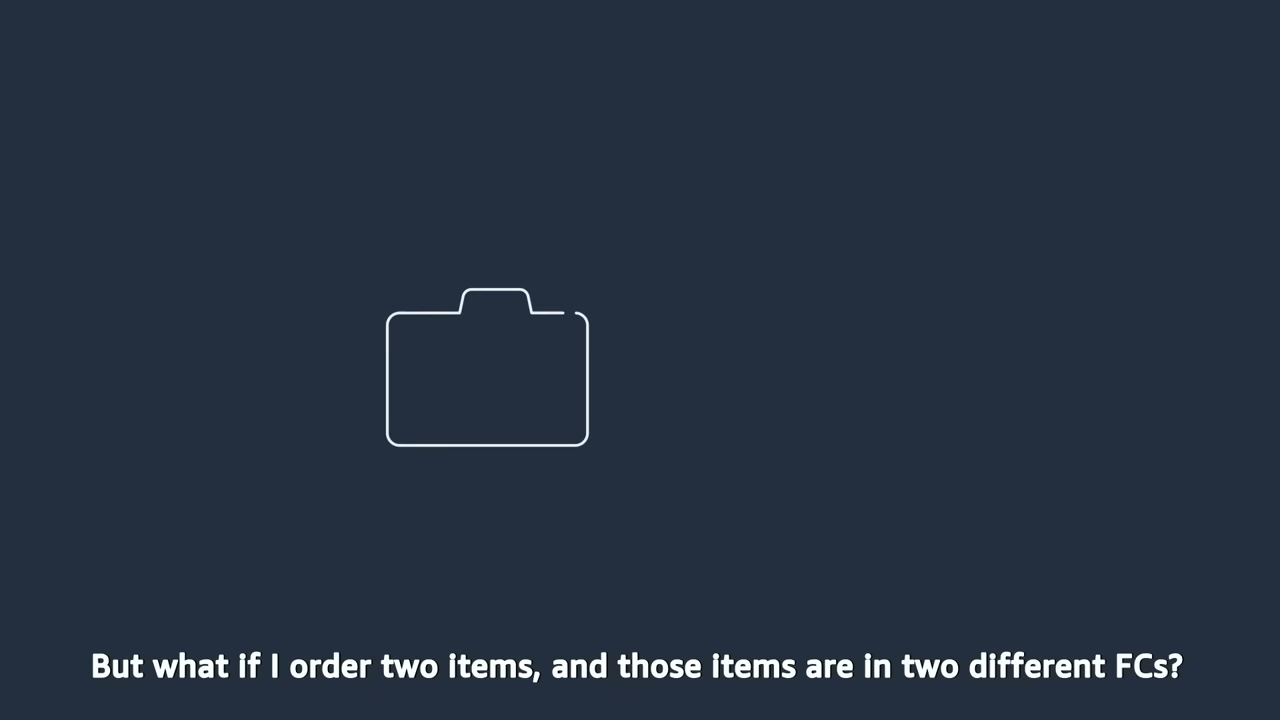 But what if I order two items, and those items are in two different FCs?